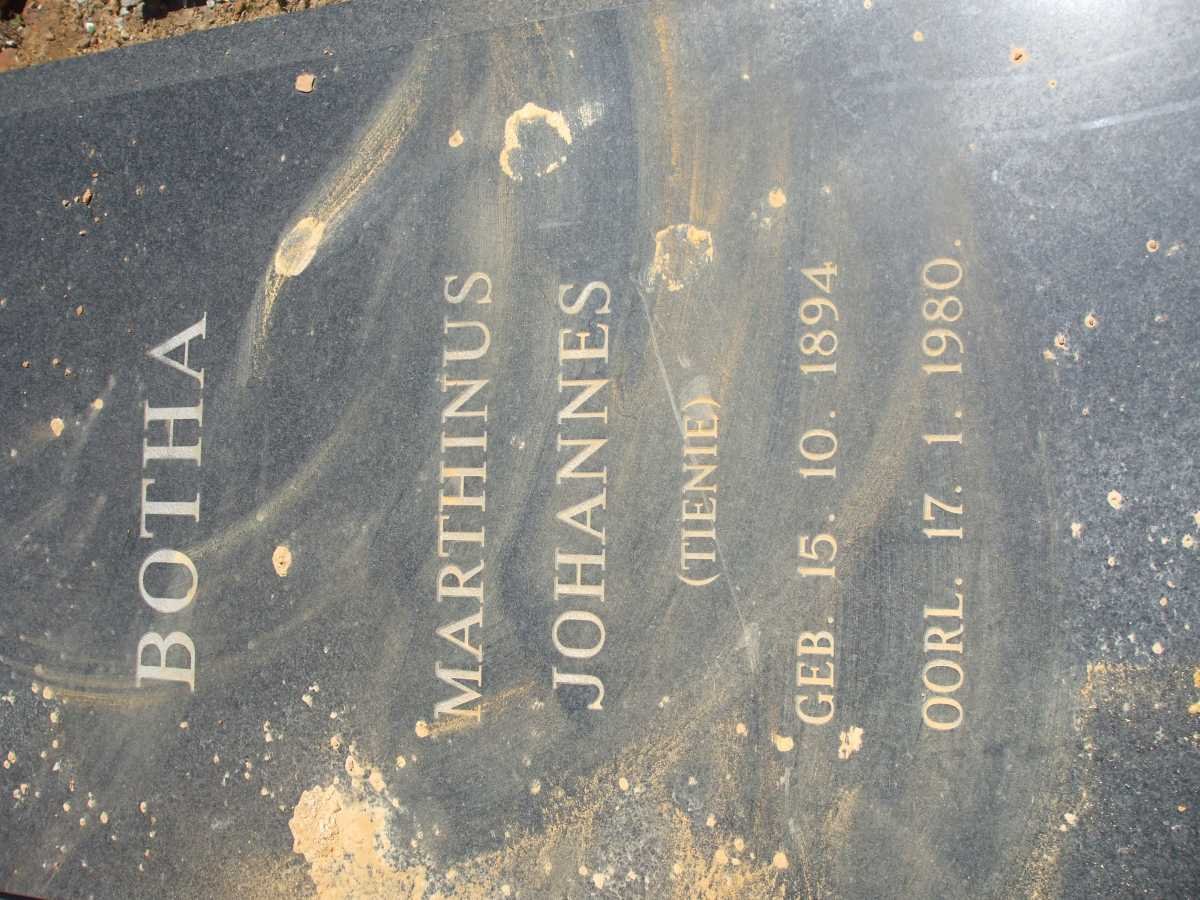 BOTHA
MARTHINUS
JOHANNES
(TIENIE)
GEB. 15. 10. 1894
OORL. 17. 1. 1980.